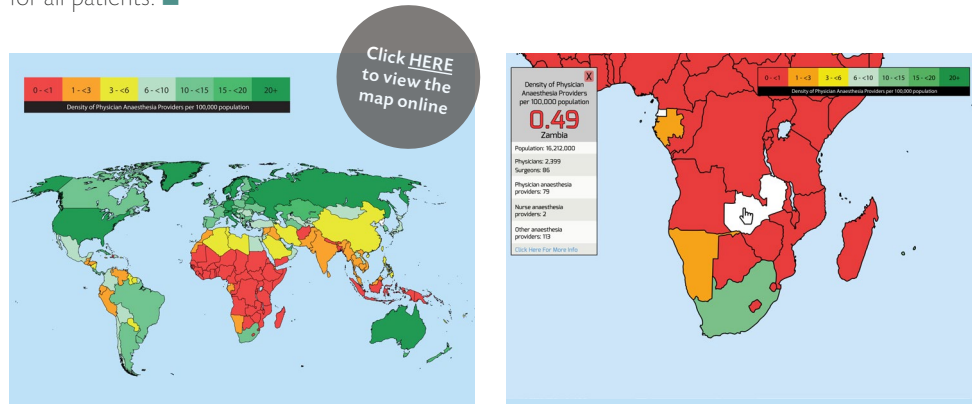 for all patients.
Click HERE
to view the
map online
0 - <1 1 - <3 3 - <6 6 - <10 10 - <15 15 - <20 20+
Density of Physician Anaesthesia Providers per 100,000 population
X
Density of Physician
Anaesthesia Providers
per 100,000 population
0.49
Zambia
Population: 16,212,000
Physicians: 2,399
Surgeons: 86
Physician anaesthesia
providers: 79
Nurse anaesthesia
providers: 2
Other anaesthesia
providers: 113
Click Here For More Info
0 - <1 1 - <3 3 - <6 6 - <10 10 - <15 15 - <20 20+
Density of Physician Anaesthesia Providers per 100,000 population